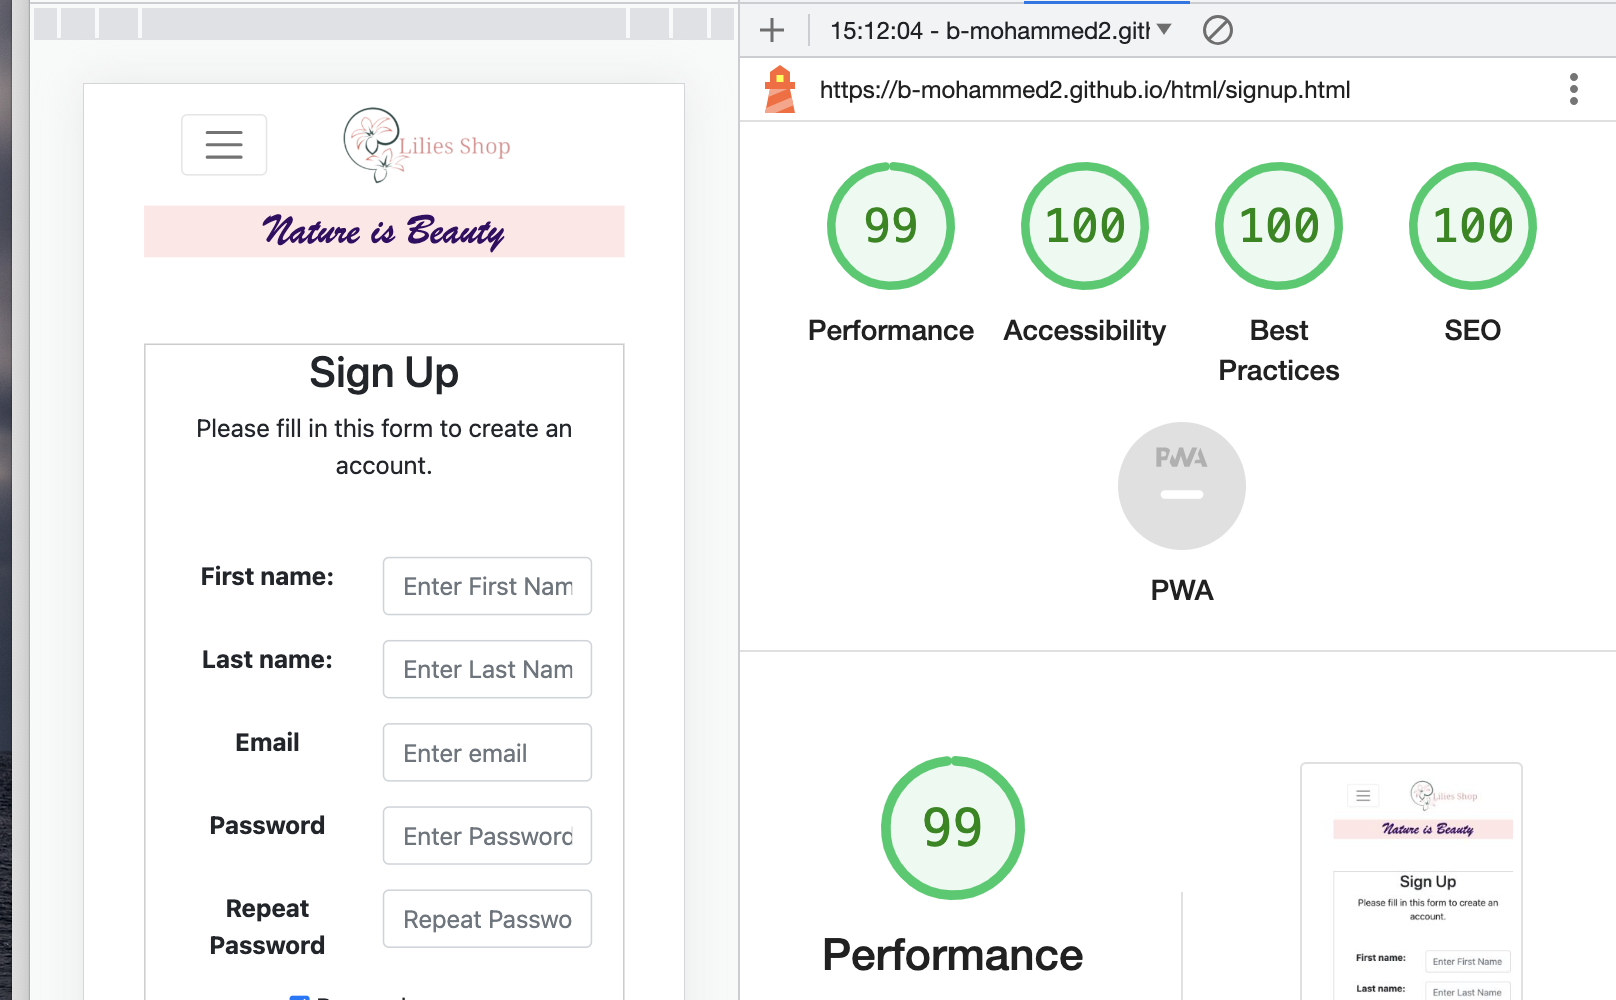 Lilies Shop
Nature is Beauty
Sign Up
Please fill in this form to create an
account.
First name:
Enter First Nam
Last name:
Enter Last Nam
Email
Enter email
Password
Enter Password
Repeat
Password
Repeat Passwo
15:12:04 - b-mohammed2.gith
https://b-mohammed2.github.io/html/signup.html
99
100
100
100
Performance
Accessibility
Best
Practices
SEO
PWA
PWA
99
Performance
Lilies Shop
Nature is Beauty
Sign Up
Please fill in this form to create an
account.
First name:
Enter First Name
Last name:
Enter Last Name